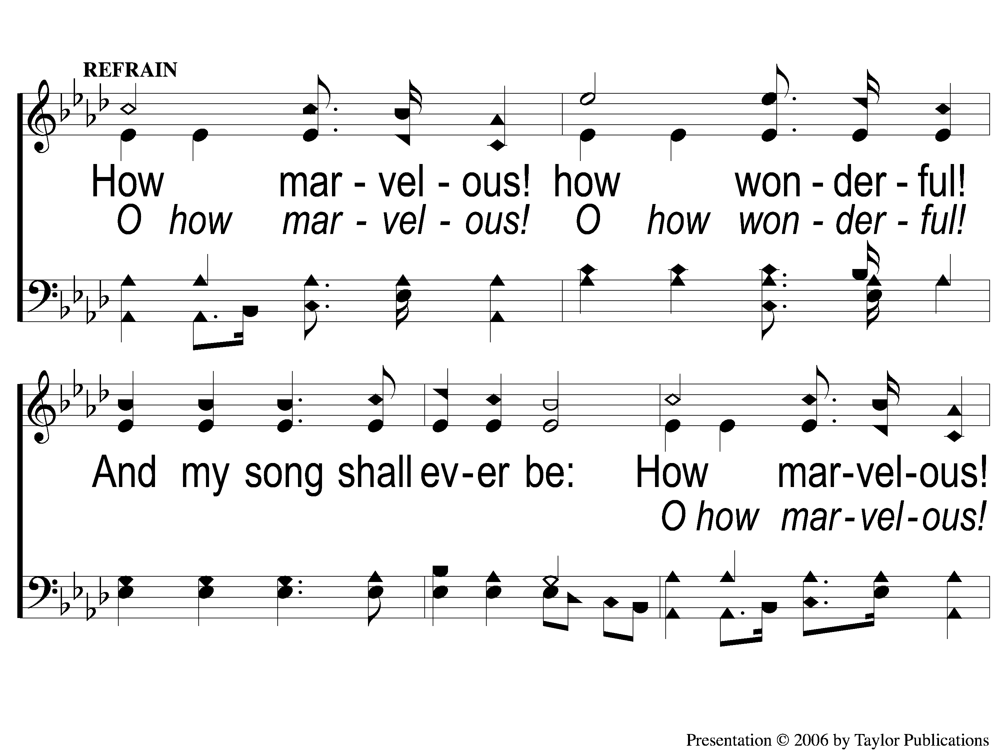 REFRAIN
How mar - vel - ous! how won - der - ful!
O how mar - vel - ous! O how won - der - ful!
And my song shall ev-er be: How mar-vel-ous!
O how mar-vel-ous!
Presentation © 2006 by Taylor Publications